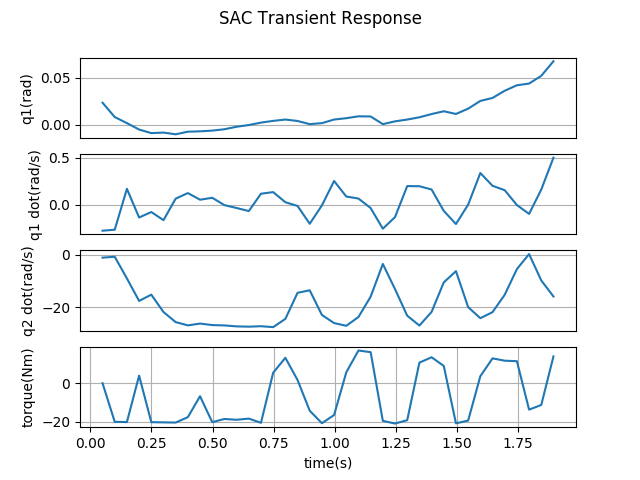 SAC Transient Response
q1(rad)
0.05
0.00
q1 dot(rad/s)
0.5
0.0
q2 dot(rad/s)
0
−20
torque(Nm)
0
−20
0.00 0.25 0.50 0.75 1.00 1.25 1.50 1.75
time(s)